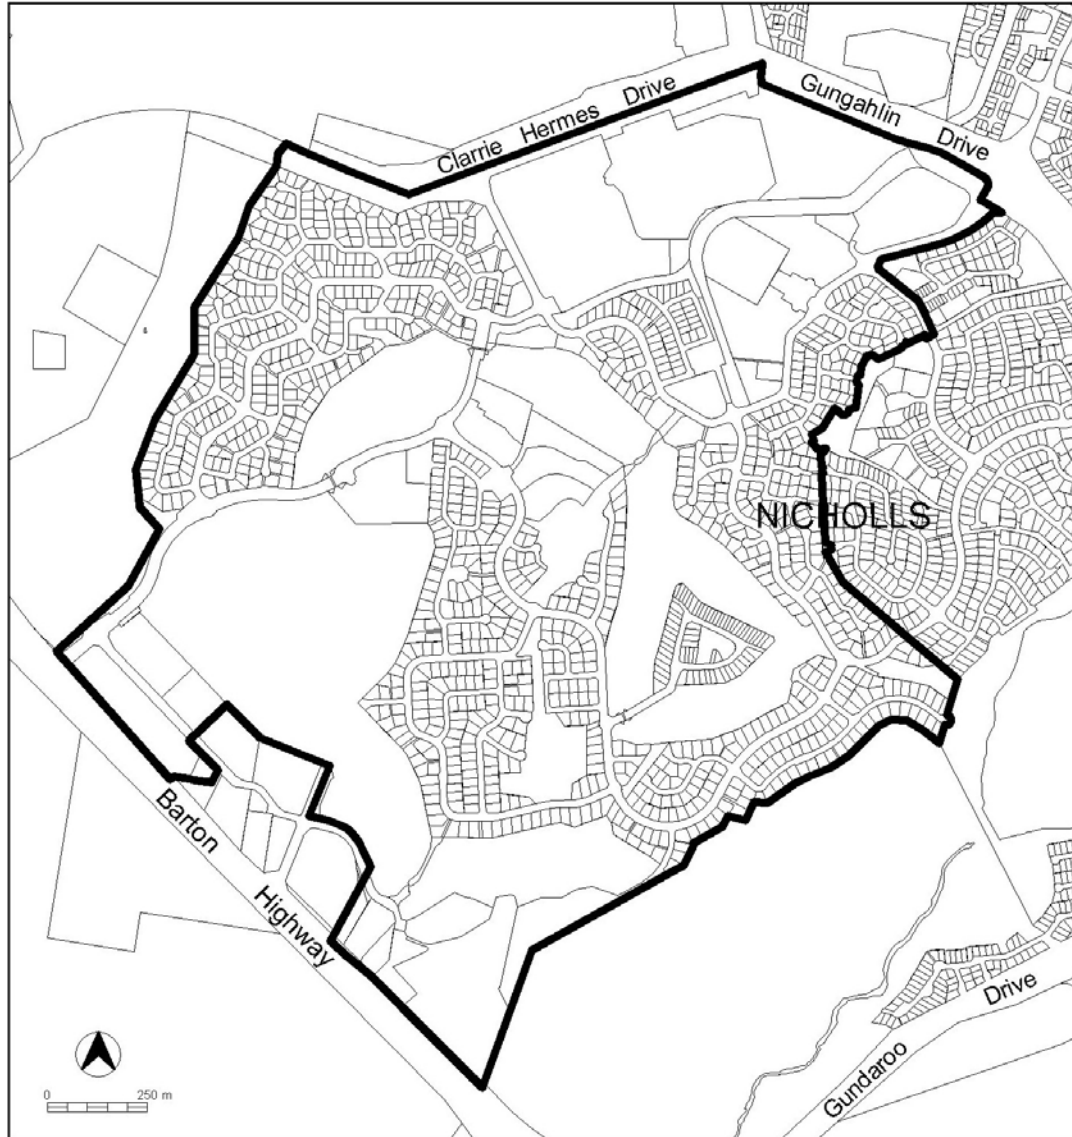 Clarrie Hermes Drive
Gungahlin Drive
NICHOLLS
Barton Highway
Gundaroo Drive
0 250 m